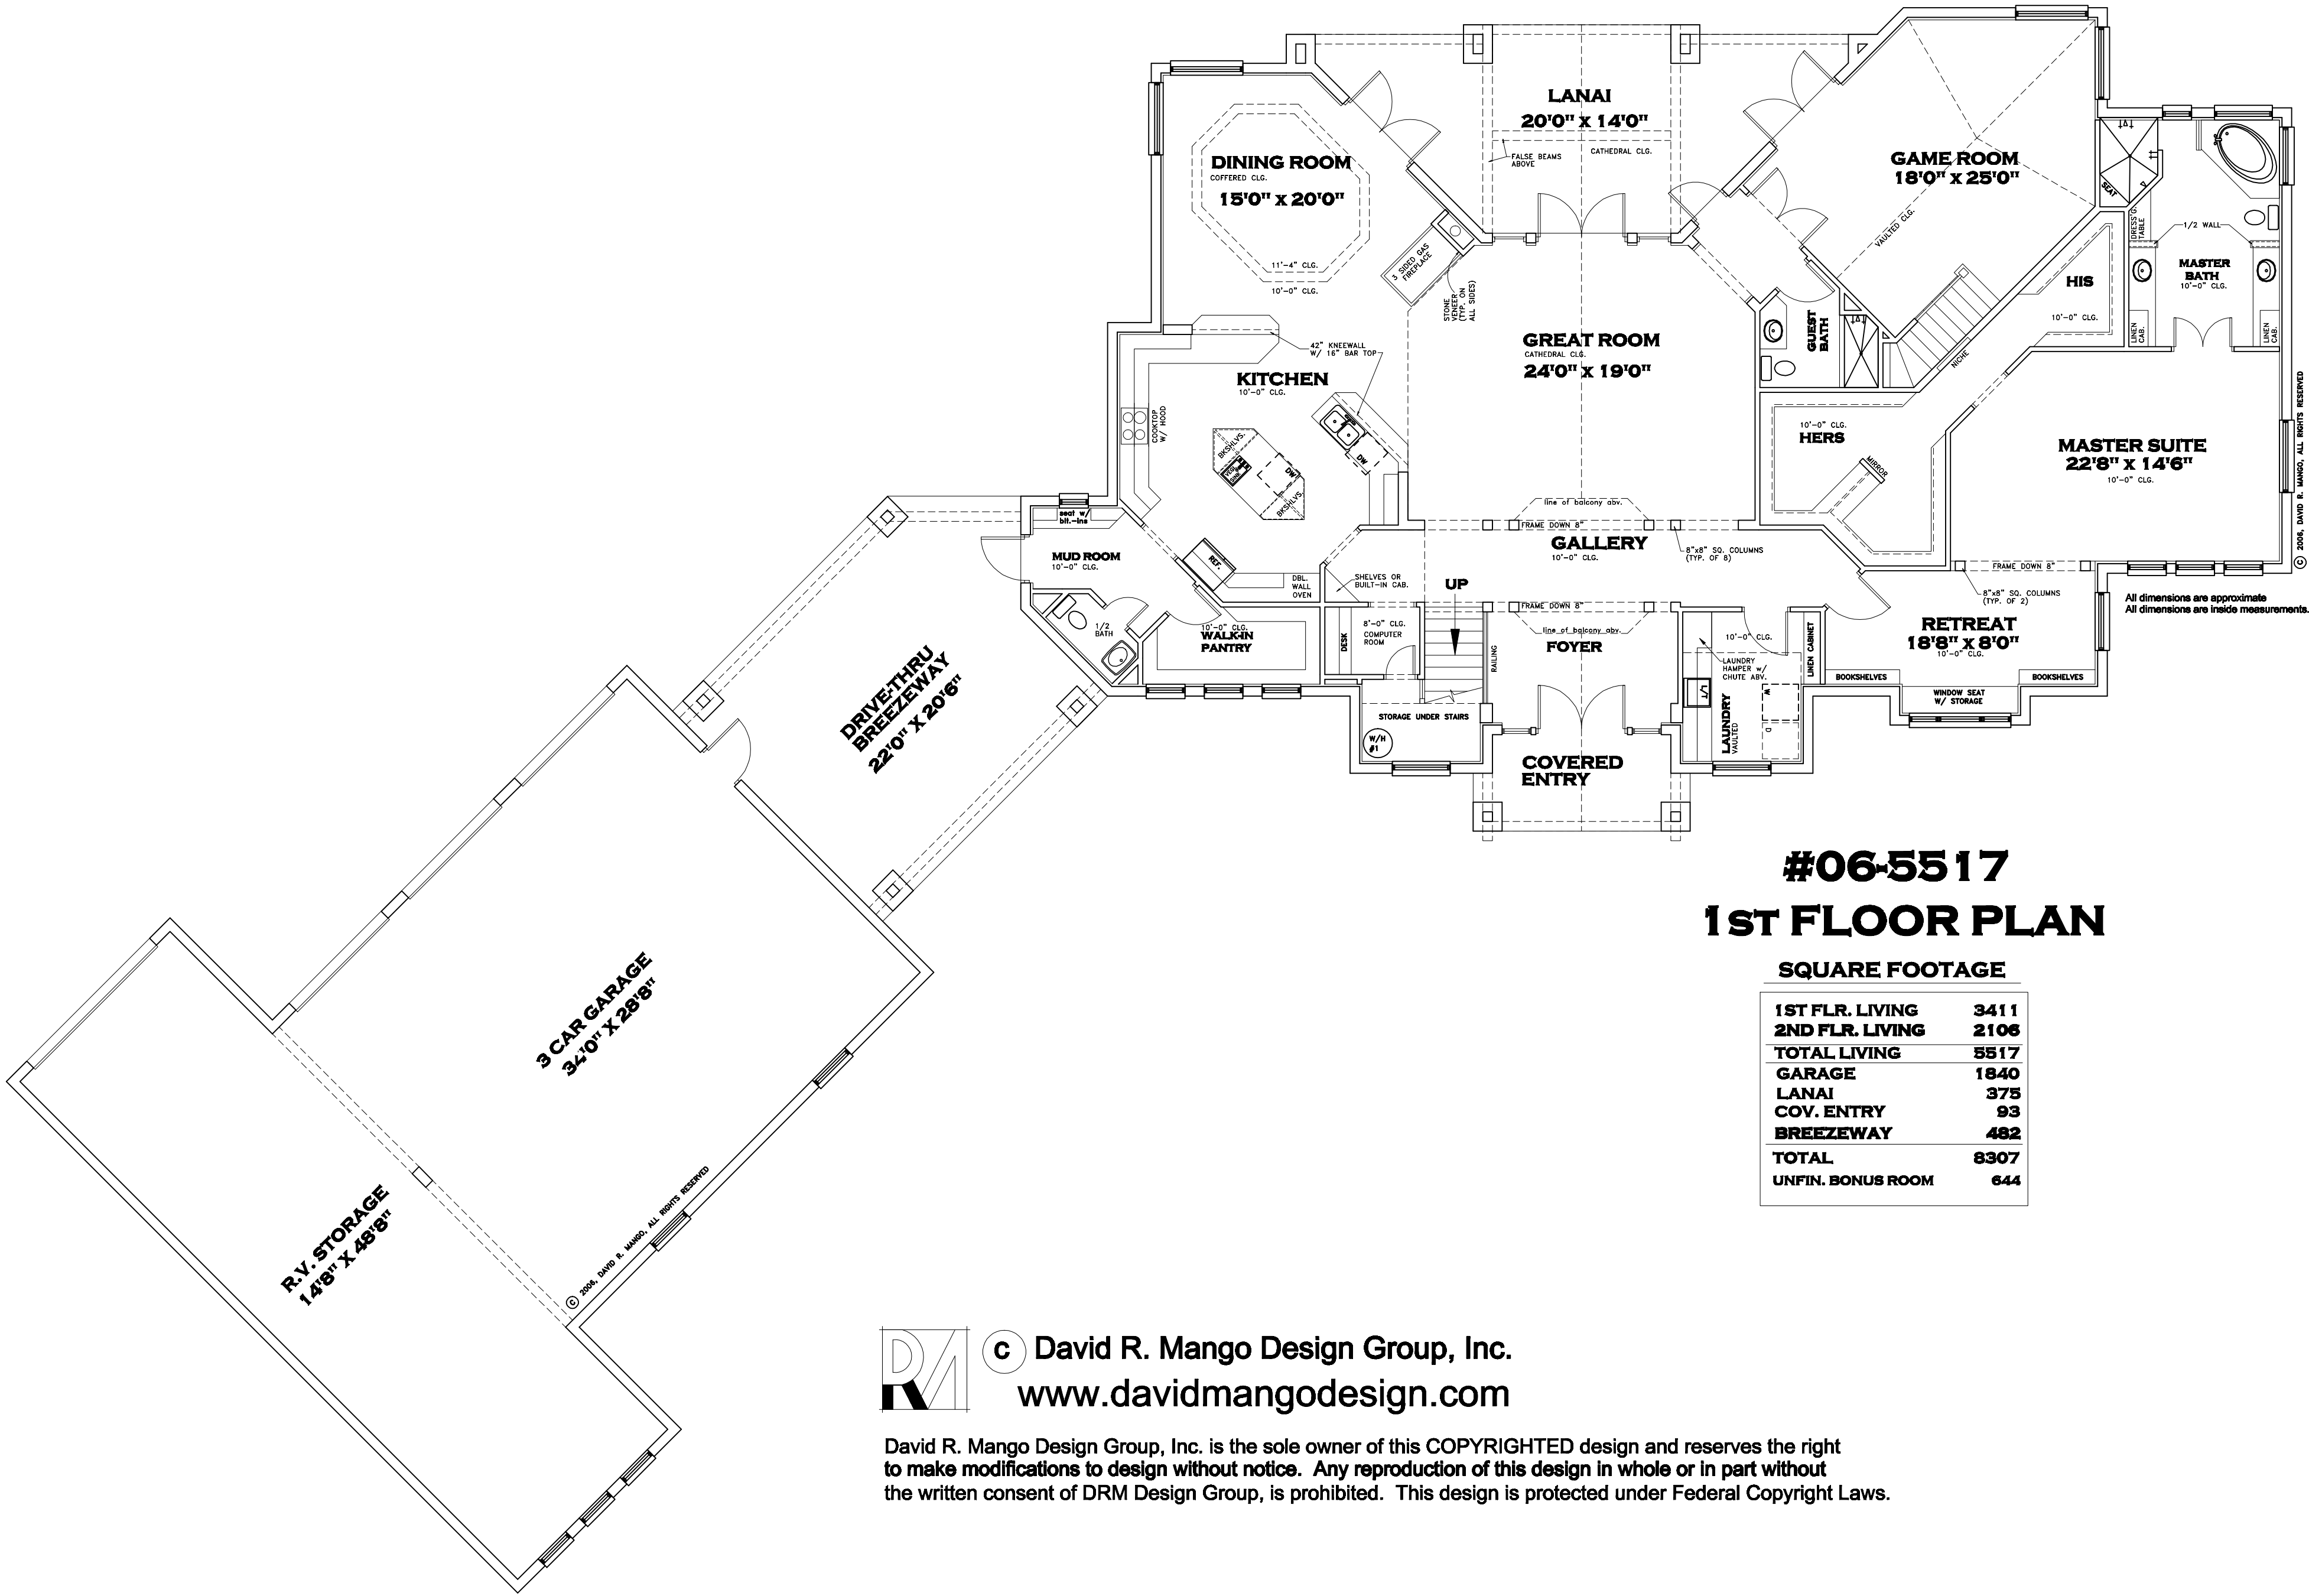 LANAI
20'0" X 14'0"
FALSE BEAMS
ABOVE
CATHEDRAL CLG.
DINING ROOM
COFFERED CLG.
15'0" X 20'0"
11'-4" CLG.
10'-0" CLG.
3 SIDED GAS
FIREPLACE
STONE
VENEER
(TYP. ON
ALL SIDES)
GAME ROOM
18'0" X 25'0"
VAULTED CLG.
SEAT
DRESS'G.
TABLE
1/2 WALL
MASTER
BATH
10'-0" CLG.
LINEN
CAB.
LINEN
CAB.
HIS
10'-0" CLG.
NICHE
GUEST
BATH
GREAT ROOM
CATHEDRAL CLG.
24'0" X 19'0"
42" KNEEWALL
W/ 16" BAR TOP
KITCHEN
10'-0" CLG.
COOKTOP
W/ HOOD
BKSHLVS.
DW
BKSHLVS.
DW
REF.
DBL.
WALL
OVEN
10'-0" CLG.
HERS
MIRROR
MASTER SUITE
22'8" X 14'6"
10'-0" CLG.
© 2006, DAVID R. MANGO, ALL RIGHTS RESERVED
line of balcony abv.
FRAME DOWN 8"
GALLERY
10'-0" CLG.
8"x8" SQ. COLUMNS
(TYP. OF 8)
seat w/
blt.-ins
MUD ROOM
10'-0" CLG.
1/2
BATH
10'-0" CLG.
WALK-IN
PANTRY
SHELVES OR
BUILT-IN CAB.
8'-0" CLG.
COMPUTER
ROOM
DESK
UP
RAILING
STORAGE UNDER STAIRS
W/H
#1
FRAME DOWN 8"
line of balcony abv.
FOYER
COVERED
ENTRY
10'-0" CLG.
LAUNDRY
HAMPER w/
CHUTE ABV.
LINEN CABINET
L/T
W
D
LAUNDRY
VAULTED
FRAME DOWN 8"
8"x8" SQ. COLUMNS
(TYP. OF 2)
RETREAT
18'8" X 8'0"
10'-0" CLG.
BOOKSHELVES
BOOKSHELVES
WINDOW SEAT
W/ STORAGE
All dimensions are approximate
All dimensions are inside measurements.
DRIVE-THRU
BREEZEWAY
22'0" X 20'6"
3 CAR GARAGE
34'0" X 28'8"
R.V. STORAGE
14'8" X 48'8"
© 2006, DAVID R. MANGO, ALL RIGHTS RESERVED
#06-5517
1ST FLOOR PLAN
SQUARE FOOTAGE
1ST FLR. LIVING 3411
2ND FLR. LIVING 2106
TOTAL LIVING 5517
GARAGE 1840
LANAI 375
COV. ENTRY 93
BREEZEWAY 482
TOTAL 8307
UNFIN. BONUS ROOM 644
© David R. Mango Design Group, Inc.
www.davidmangodesign.com
David R. Mango Design Group, Inc. is the sole owner of this COPYRIGHTED design and reserves the right
to make modifications to design without notice. Any reproduction of this design in whole or in part without
the written consent of DRM Design Group, is prohibited. This design is protected under Federal Copyright Laws.